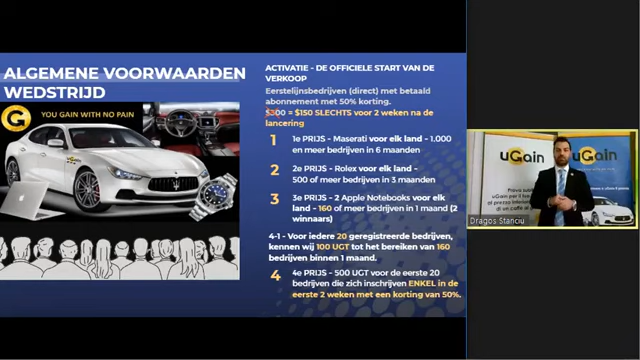 ALGEMENE VOORWAARDEN
WEDSTRIJD
G
YOU GAIN WITH NO PAIN
uGain
ACTIVATIE - DE OFFICIELE START VAN DE
VERKOOP
Eerstelijnsbedrijven (direct) met betaald
abonnement met 50% korting.
$300 = $150 SLECHTS voor 2 weken na de
lancering
1 1e PRIJS - Maserati voor elk land - 1.000
en meer bedrijven in 6 maanden
2 2e PRIJS - Rolex voor elk land -
500 of meer bedrijven in 3 maanden
3 3e PRIJS - 2 Apple Notebooks voor elk
land - 160 of meer bedrijven in 1 maand (2
winnaars)
4-1 - Voor iedere 20 geregistreerde bedrijven,
kennen wij 100 UGT tot het bereiken van 160
bedrijven binnen 1 maand.
4 4e PRIJS - 500 UGT voor de eerste 20
bedrijven die zich inschrijven ENKEL in de
eerste 2 weken met een korting van 50%.
uGain
uGain
Dragos Stanciu